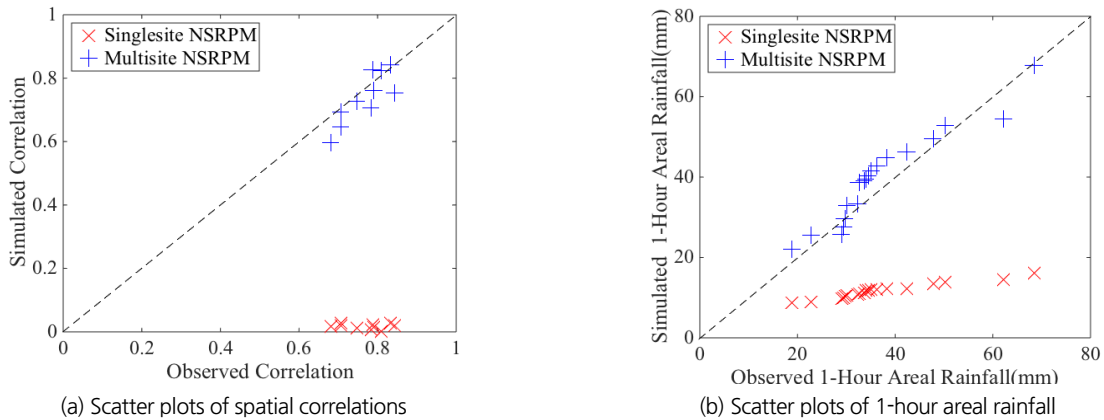 1
0.8
0.6
0.4
0.2
0
0
0.2
0.4
0.6
0.8
1
Simulated Correlation
Observed Correlation
Singlesite NSRPM
Multisite NSRPM
(a) Scatter plots of spatial correlations
80
60
40
20
0
0
20
40
60
80
Simulated 1-Hour Areal Rainfall(mm)
Observed 1-Hour Areal Rainfall(mm)
Singlesite NSRPM
Multisite NSRPM
(b) Scatter plots of 1-hour areal rainfall